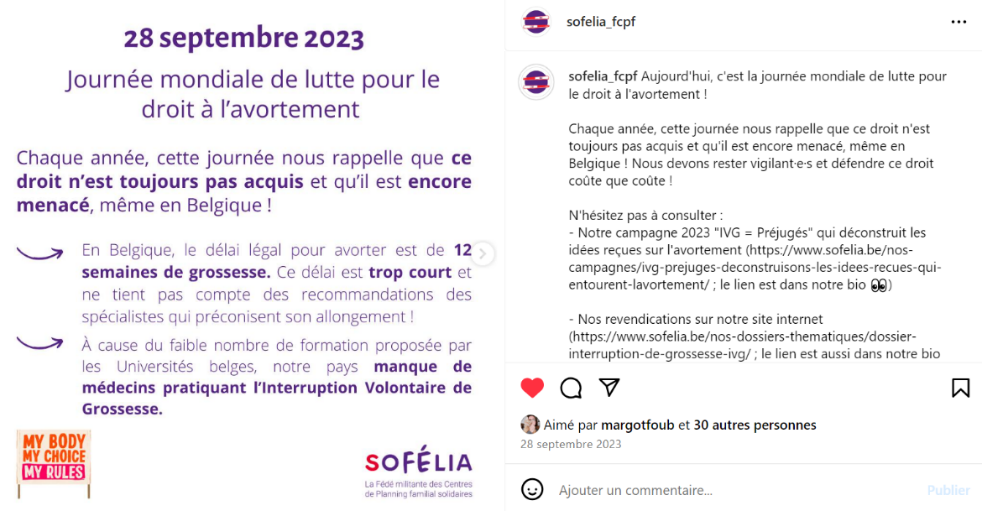 28 septembre 2023
Journée mondiale de lutte pour le
droit à l'avortement
Chaque année, cette journée nous rappelle que ce
droit n'est toujours pas acquis et qu'il est encore
menacé, même en Belgique !
En Belgique, le délai légal pour avorter est de 12
semaines de grossesse. Ce délai est trop court et
ne tient pas compte des recommandations des
spécialistes qui préconisent son allongement !
À cause du faible nombre de formation proposée par
les Universités belges, notre pays manque de
médecins pratiquant l'Interruption Volontaire de
Grossesse.
MY BODY
MY CHOICE
MY RULES
SOFÉLIA
La Fédé militante des Centres
de Planning familial solidaires
sofelia_fcpf
sofelia_fcpf Aujourd'hui, c'est la journée mondiale de lutte pour
le droit à l'avortement !
Chaque année, cette journée nous rappelle que ce droit n'est
toujours pas acquis et qu'il est encore menacé, même en
Belgique ! Nous devons rester vigilant·e·s et défendre ce droit
coûte que coûte !
N'hésitez pas à consulter :
- Notre campagne 2023 "IVG = Préjugés" qui déconstruit les
idées reçues sur l'avortement (https://www.sofelia.be/nos-
campagnes/ivg-prejuges-deconstruisons-les-idees-recues-qui-
entourent-lavortement/ ; le lien est dans notre bio 👀)
- Nos revendications sur notre site internet
(https://www.sofelia.be/nos-dossiers-thematiques/dossier-
interruption-de-grossesse-ivg/ ; le lien est aussi dans notre bio
Aimé par margotfoub et 30 autres personnes
28 septembre 2023
Ajouter un commentaire...
Publier